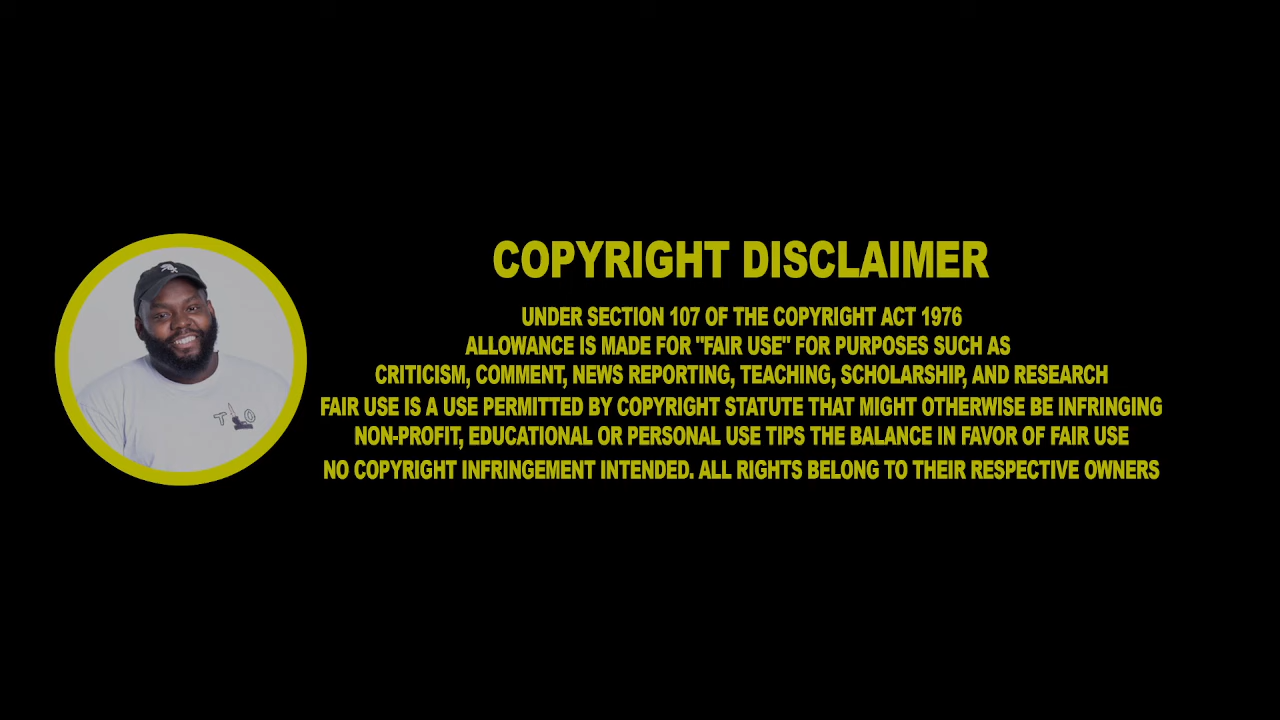 COPYRIGHT DISCLAIMER
UNDER SECTION 107 OF THE COPYRIGHT ACT 1976
ALLOWANCE IS MADE FOR "FAIR USE" FOR PURPOSES SUCH AS
CRITICISM, COMMENT, NEWS REPORTING, TEACHING, SCHOLARSHIP, AND RESEARCH
FAIR USE IS A USE PERMITTED BY COPYRIGHT STATUTE THAT MIGHT OTHERWISE BE INFRINGING
NON-PROFIT, EDUCATIONAL OR PERSONAL USE TIPS THE BALANCE IN FAVOR OF FAIR USE
NO COPYRIGHT INFRINGEMENT INTENDED. ALL RIGHTS BELONG TO THEIR RESPECTIVE OWNERS